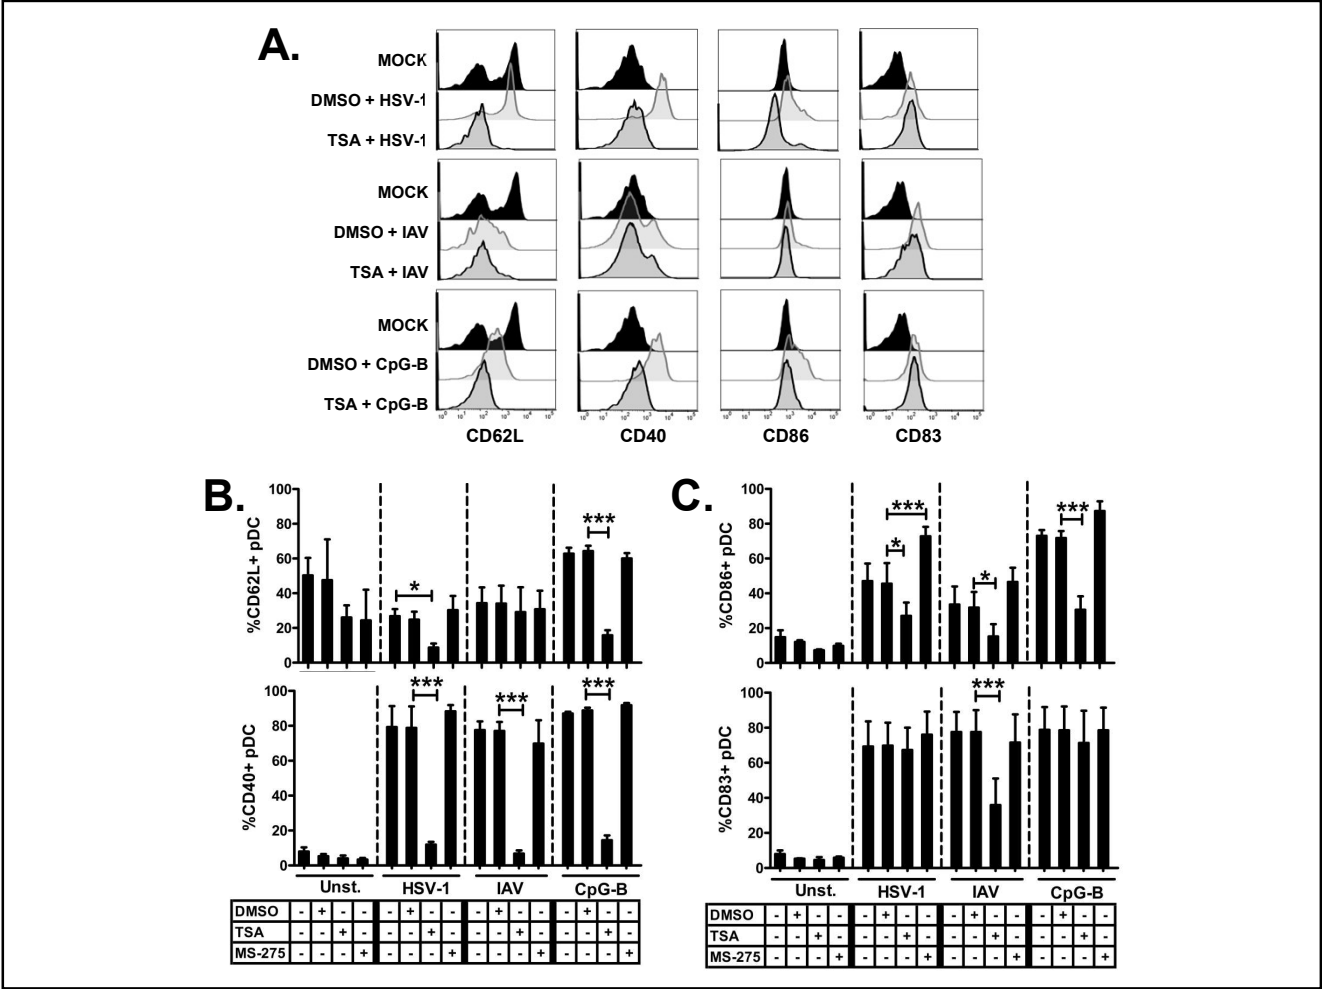 A.
MOCK
DMSO + HSV-1
TSA + HSV-1
MOCK
DMSO + IAV
TSA + IAV
MOCK
DMSO + CpG-B
TSA + CpG-B
CD62L CD40 CD86 CD83
B.
%CD62L+ pDC
100
80
60
40
20
0
* ***
%CD40+ pDC
100
80
60
40
20
0
*** *** ***
Unst. HSV-1 IAV CpG-B
DMSO - + - - - + - - - + - - - + - -
TSA - - + - - - + - - - + - - - + -
MS-275 - - - + - - - + - - - + - - - +
C.
%CD86+ pDC
100
80
60
40
20
0
*** * * ***
%CD83+ pDC
100
80
60
40
20
0
***
Unst. HSV-1 IAV CpG-B
DMSO - + - - - + - - - + - - - + - -
TSA - - + - - - + - - - + - - - + -
MS-275 - - - + - - - + - - - + - - - +